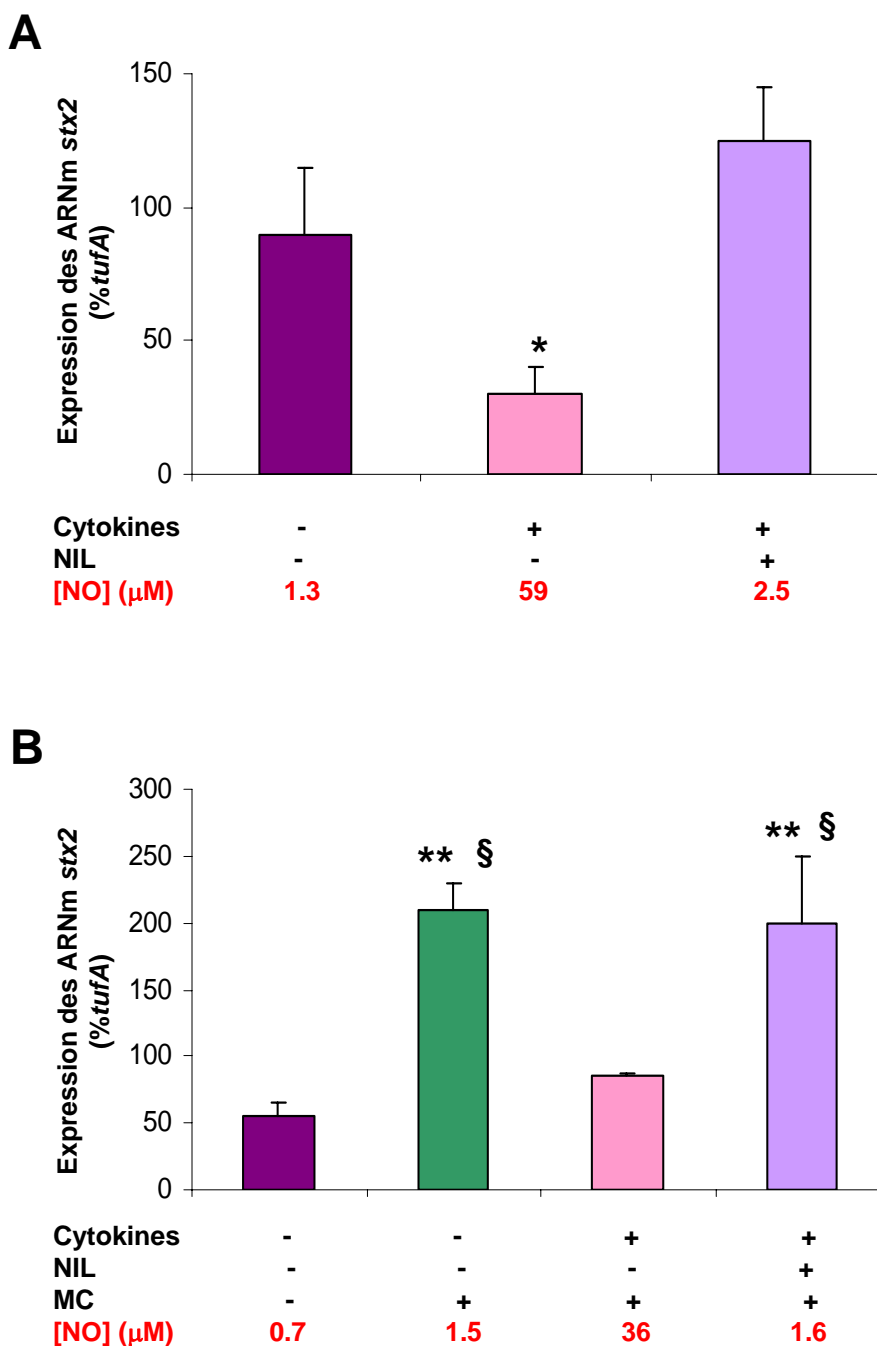 A
Expression des ARNm stx2
(%tufA)
150
100
50
0
*
Cytokines - + +
NIL - - +
[NO] (µM) 1.3 59 2.5
B
Expression des ARNm stx2
(%tufA)
300
250
200
150
100
50
0
** §
** §
Cytokines - - + +
NIL - - - +
MC - + + +
[NO] (µM) 0.7 1.5 36 1.6